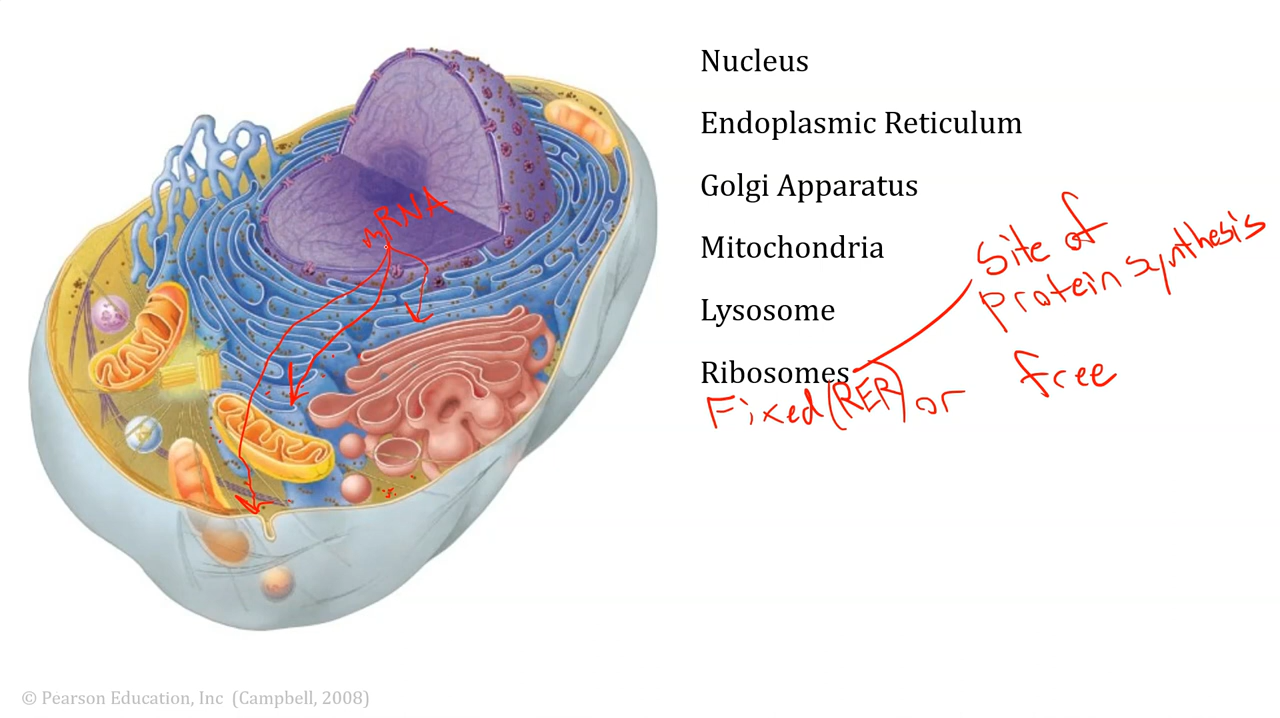 Nucleus
Endoplasmic Reticulum
Golgi Apparatus
Mitochondria
Lysosome
Ribosomes
Fixed (RER) or free
Site of
protein synthesis
mRNA
© Pearson Education, Inc (Campbell, 2008)